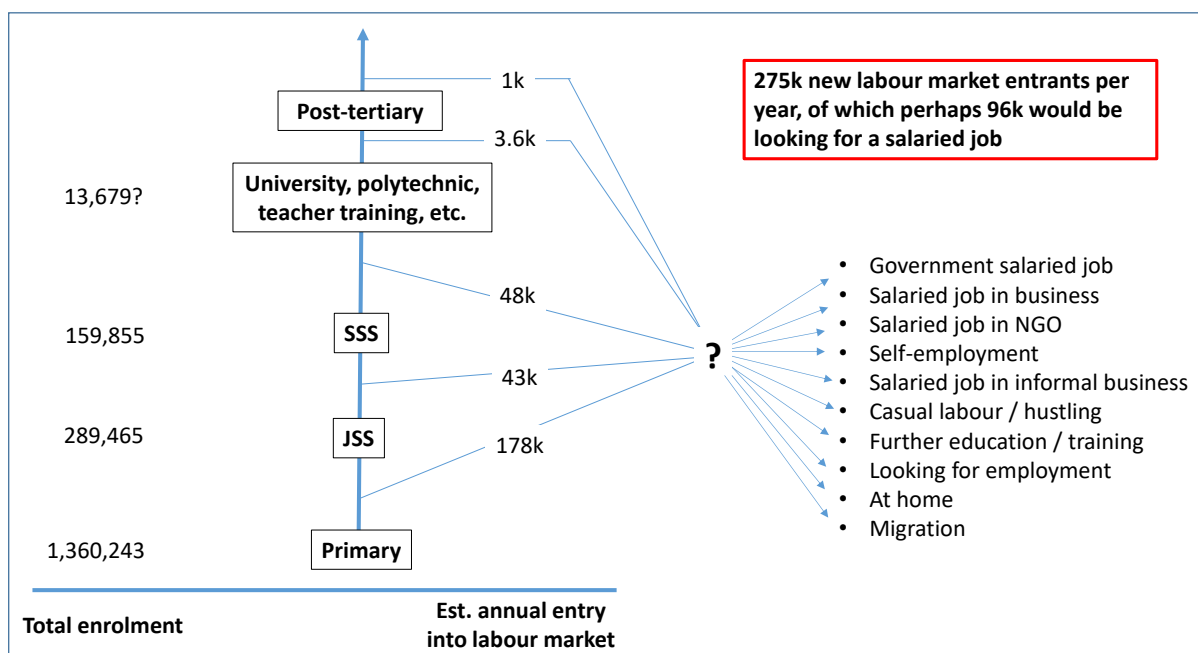 275k new labour market entrants per
year, of which perhaps 96k would be
looking for a salaried job
1k
Post-tertiary
3.6k
13,679?
University, polytechnic,
teacher training, etc.
48k
159,855
SSS
43k
289,465
JSS
178k
1,360,243
Primary
?
• Government salaried job
• Salaried job in business
• Salaried job in NGO
• Self-employment
• Salaried job in informal business
• Casual labour / hustling
• Further education / training
• Looking for employment
• At home
• Migration
Total enrolment
Est. annual entry
into labour market